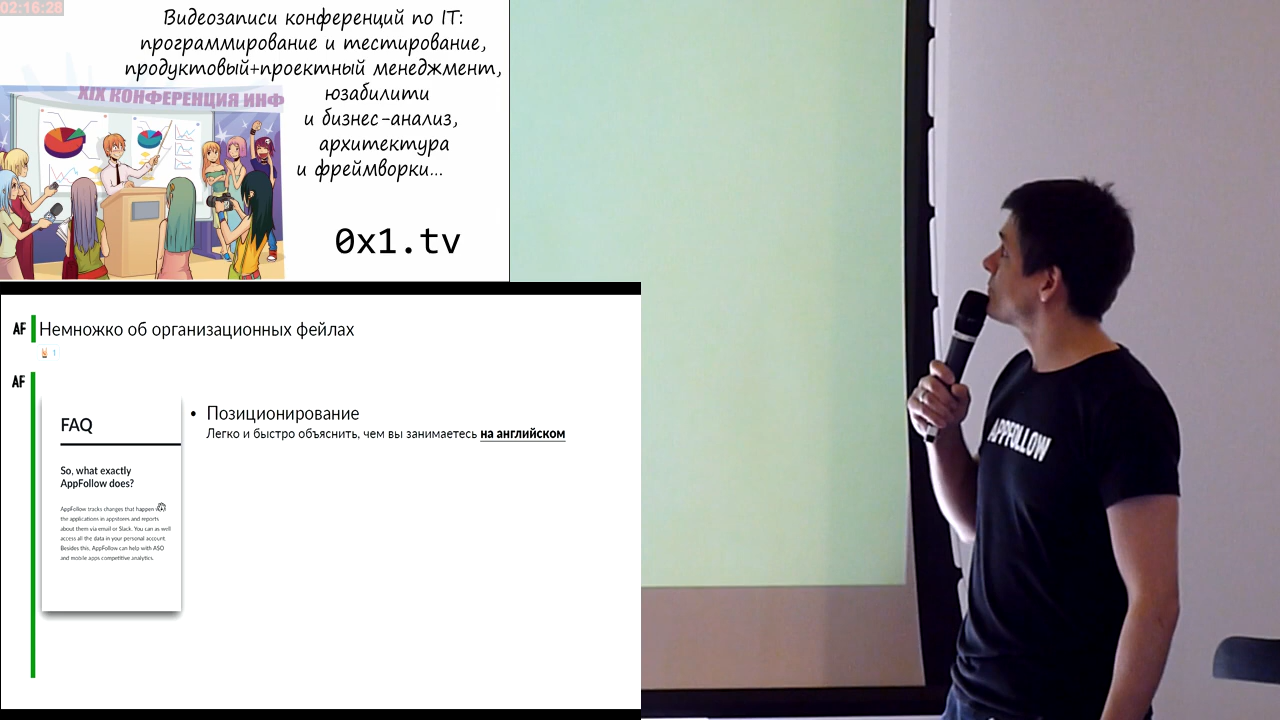 02:16:28
Видеозаписи конференций по IT:
программирование и тестирование,
продуктовый+проектный менеджмент,
юзабилити
и бизнес-анализ,
архитектура
и фреймворки...
XIX КОНФЕРЕНЦИЯ ИНФ
0x1.tv
AF Немножко об организационных фейлах
1
AF
FAQ
So, what exactly
AppFollow does?
AppFollow tracks changes that happen
the applications in appstores and reports
about them via email or Slack. You can as well
access all the data in your personal account.
Besides this, AppFollow can help with ASO
and mobile apps competitive analytics.
• Позиционирование
Легко и быстро объяснить, чем вы занимаетесь на английском
APPFOLLOW